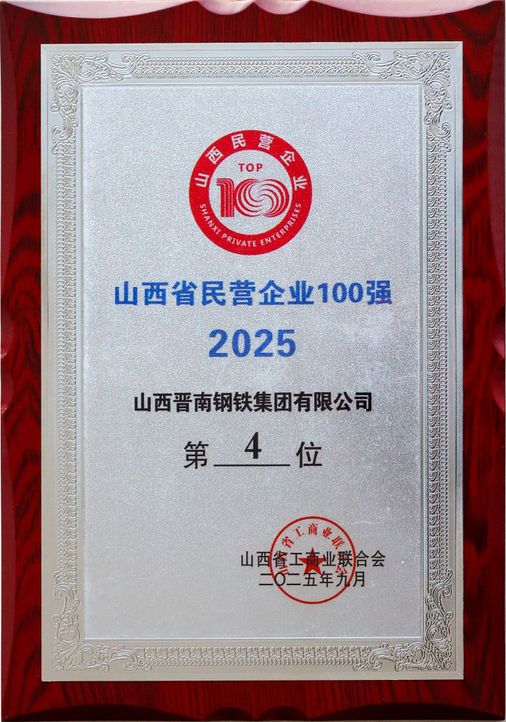 山西民营企业
TOP
100
SHANXI PRIVATE ENTERPRISES
山西省民营企业100强
2025
山西晋南钢铁集团有限公司
第 4 位
山西省工商业联合会
山西省工商业联合会
二〇二五年九月